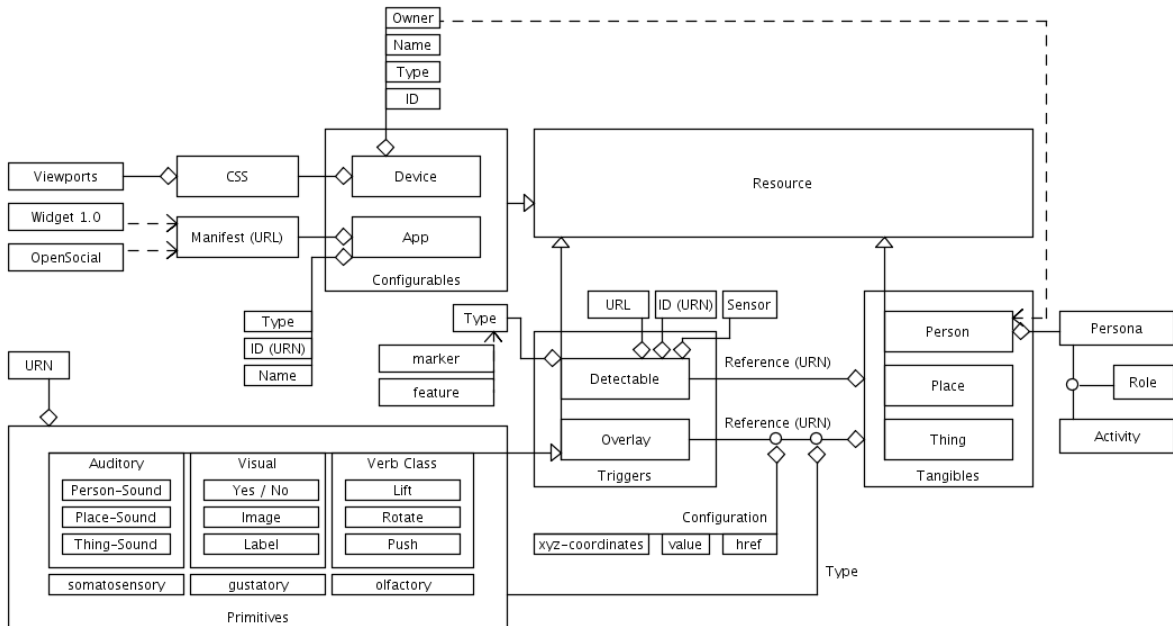 Owner
Name
Type
ID
Viewports
CSS
Device
Resource
Widget 1.0
Manifest (URL)
App
OpenSocial
Configurables
URL
ID (URN)
Sensor
Type
Type
ID (URN)
Name
marker
feature
Person
Persona
Reference (URN)
URN
Detectable
Place
Role
Reference (URN)
Overlay
Thing
Activity
Triggers
Tangibles
Auditory
Visual
Verb Class
Person-Sound
Yes / No
Lift
Place-Sound
Image
Rotate
Thing-Sound
Label
Push
Configuration
xyz-coordinates
value
href
somatosensory
gustatory
olfactory
Type
Primitives